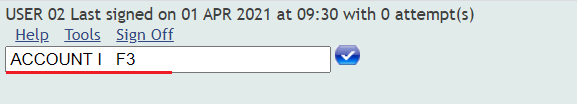 USER 02 Last signed on 01 APR 2021 at 09:30 with 0 attempt(s)
Help Tools Sign Off
ACCOUNT I F3